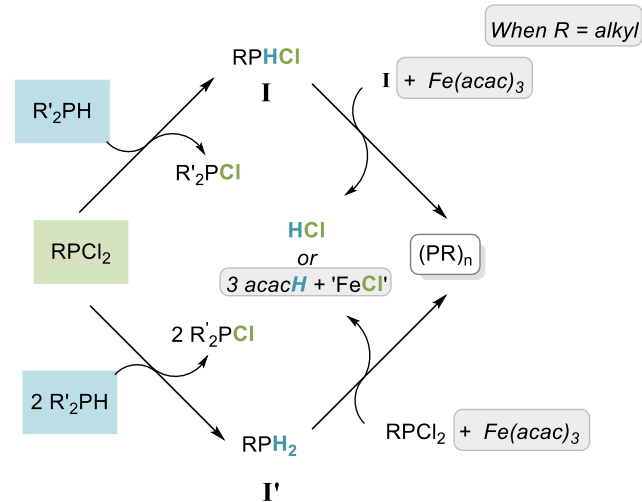 When R = alkyl
RPHCl
I
I + Fe(acac)3
R'2PH
R'2PCl
RPCl2
HCl
or
3 acacH + 'FeCl'
(PR)n
2 R'2PCl
2 R'2PH
RPCl2 + Fe(acac)3
RPH2
I'